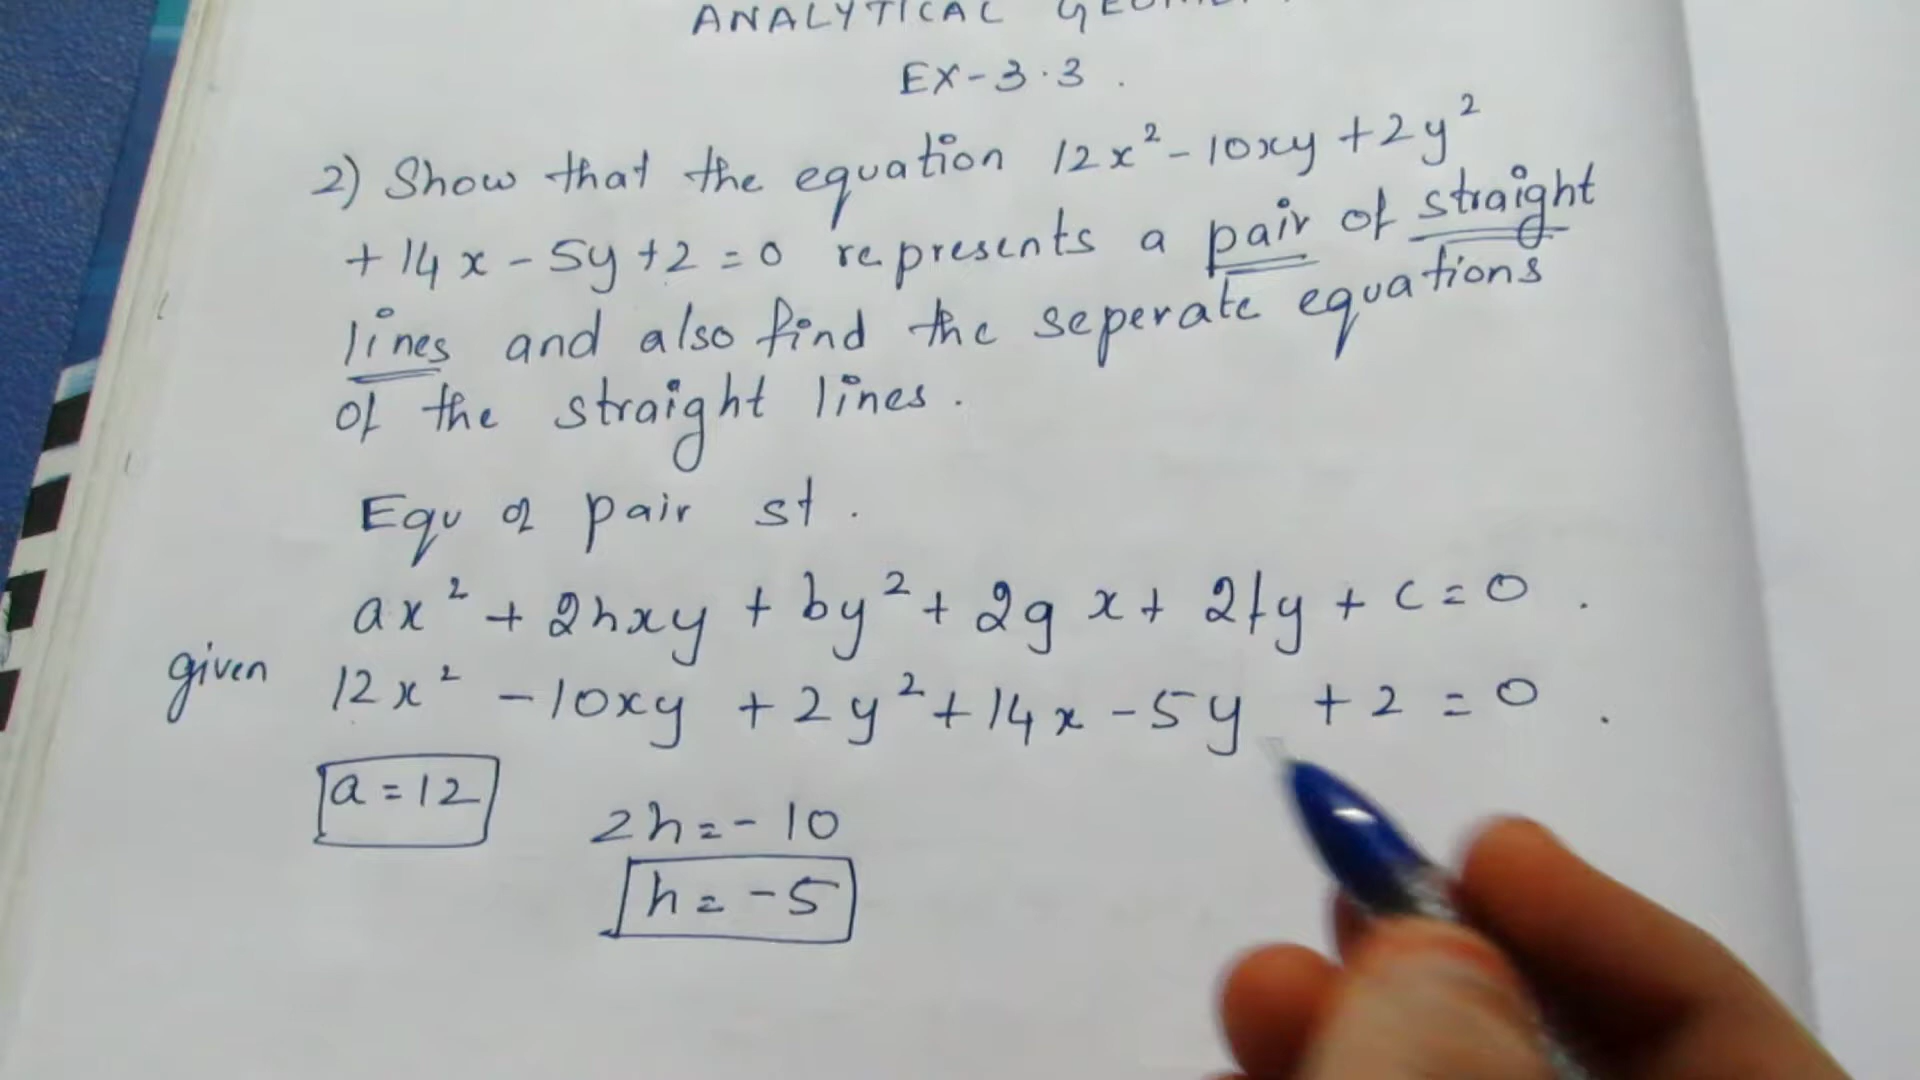 ANALYTICAL
EX-3.3.
2) Show that the equation 12x² - 10xy + 2y²
+ 14x - 5y + 2 = 0 represents a pair of straight
lines and also find the seperate equations
of the straight lines.
Equ of pair st.
ax² + 2hxy + by² + 2gx + 2fy + c = 0.
given 12x² - 10xy + 2y² + 14x - 5y + 2 = 0.
a = 12
2h = - 10
h = - 5